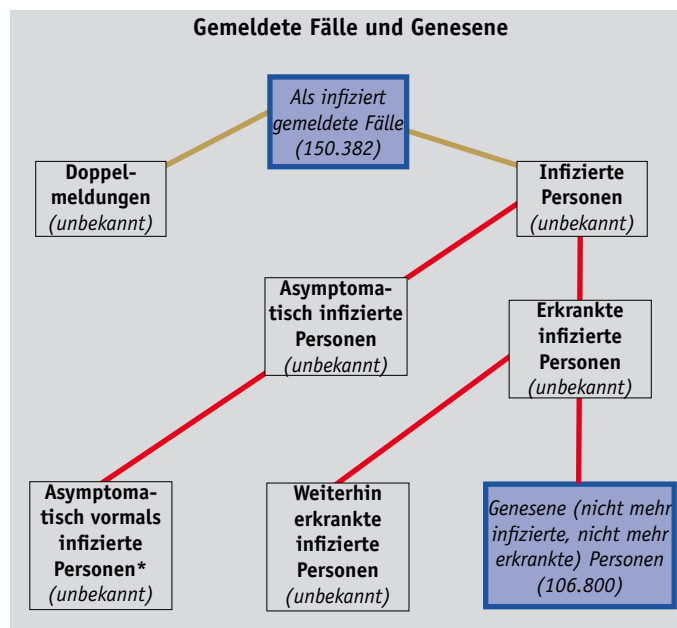 Gemeldete Fälle und Genesene
Als infiziert
gemeldete Fälle
(150.382)
Doppel-
meldungen
(unbekannt)
Infizierte
Personen
(unbekannt)
Asymptoma-
tisch infizierte
Personen
(unbekannt)
Erkrankte
infizierte
Personen
(unbekannt)
Asymptoma-
tisch vormals
infizierte
Personen*
(unbekannt)
Weiterhin
erkrankte
infizierte
Personen
(unbekannt)
Genesene (nicht mehr
infizierte, nicht mehr
erkrankte) Personen
(106.800)